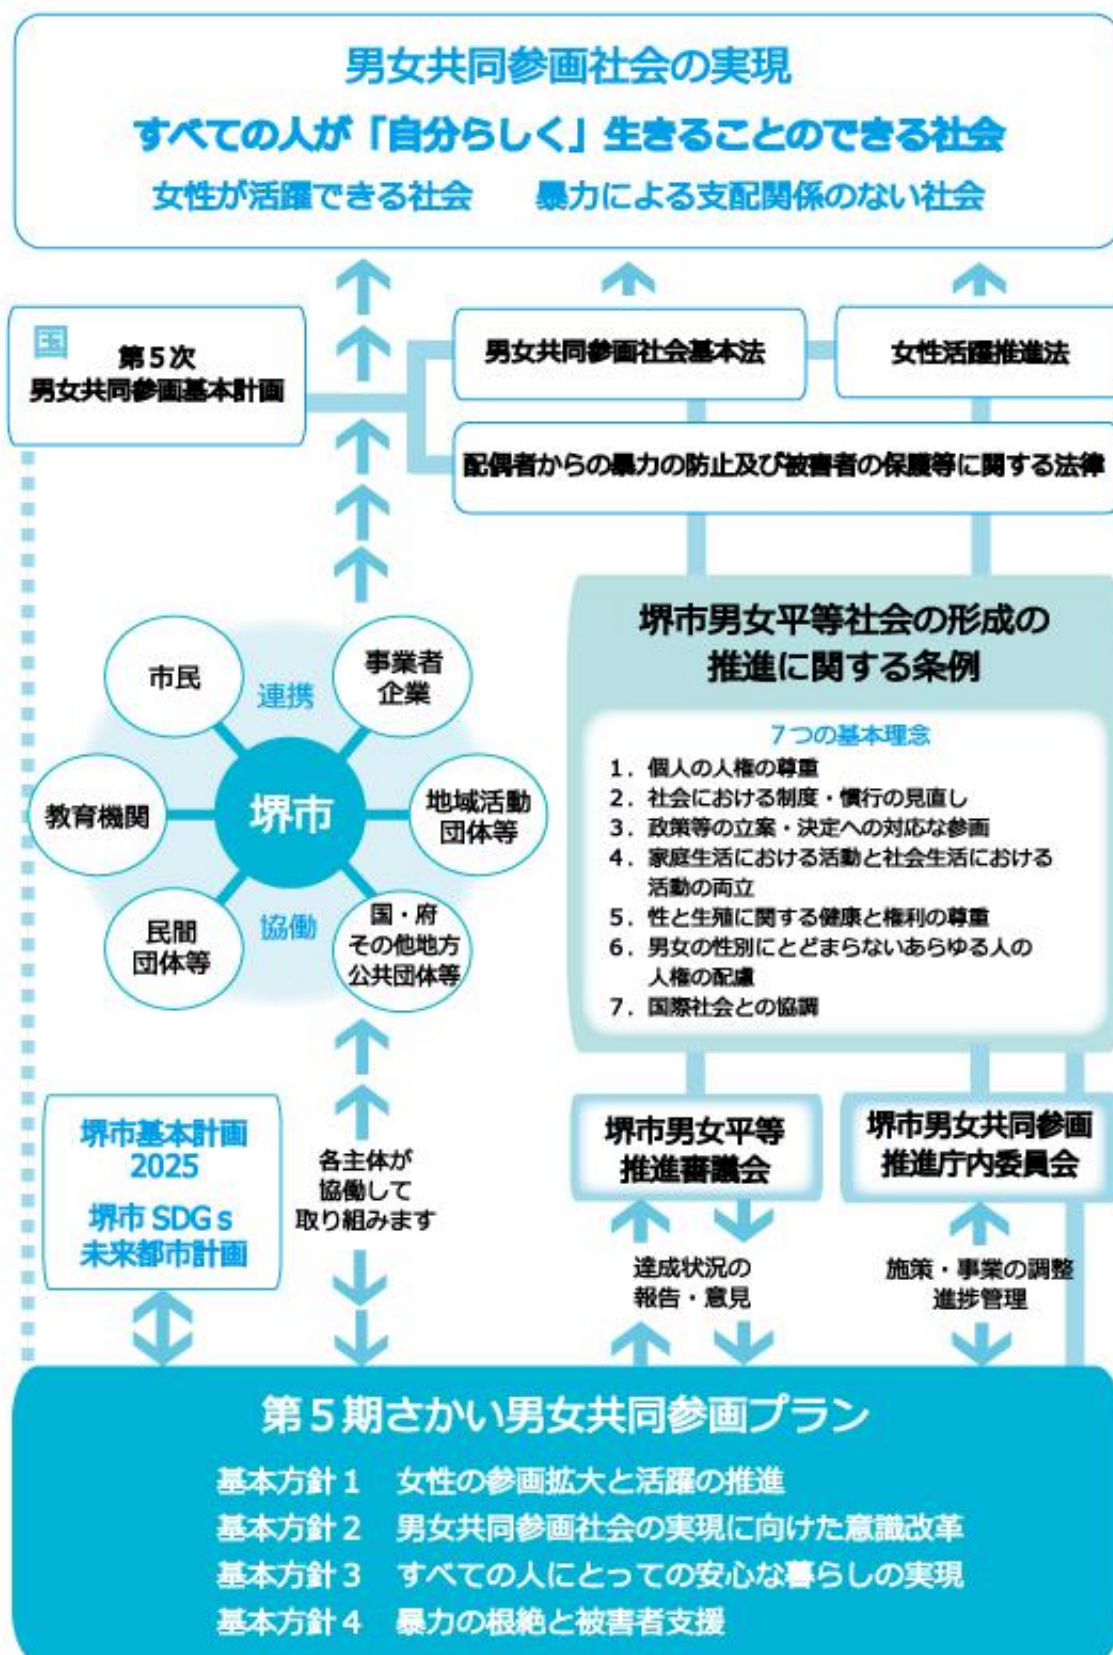 男女共同参画社会の実現
すべての人が「自分らしく」生きることのできる社会
女性が活躍できる社会　　暴力による支配関係のない社会
国
第５次
男女共同参画基本計画
男女共同参画社会基本法
女性活躍推進法
配偶者からの暴力の防止及び被害者の保護等に関する法律
市民
連携
事業者
企業
教育機関
堺市
地域活動
団体等
民間
団体等
協働
国・府
その他地方
公共団体等
堺市男女平等社会の形成の
推進に関する条例
７つの基本理念
１．個人の人権の尊重
２．社会における制度・慣行の見直し
３．政策等の立案・決定への対応な参画
４．家庭生活における活動と社会生活における
活動の両立
５．性と生殖に関する健康と権利の尊重
６．男女の性別にとどまらないあらゆる人の
人権の配慮
７．国際社会との協調
堺市基本計画
2025
堺市 SDGｓ
未来都市計画
各主体が
協働して
取り組みます
堺市男女平等
推進審議会
堺市男女共同参画
推進庁内委員会
達成状況の
報告・意見
施策・事業の調整
進捗管理
第５期さかい男女共同参画プラン
基本方針１　女性の参画拡大と活躍の推進
基本方針２　男女共同参画社会の実現に向けた意識改革
基本方針３　すべての人にとっての安心な暮らしの実現
基本方針４　暴力の根絶と被害者支援